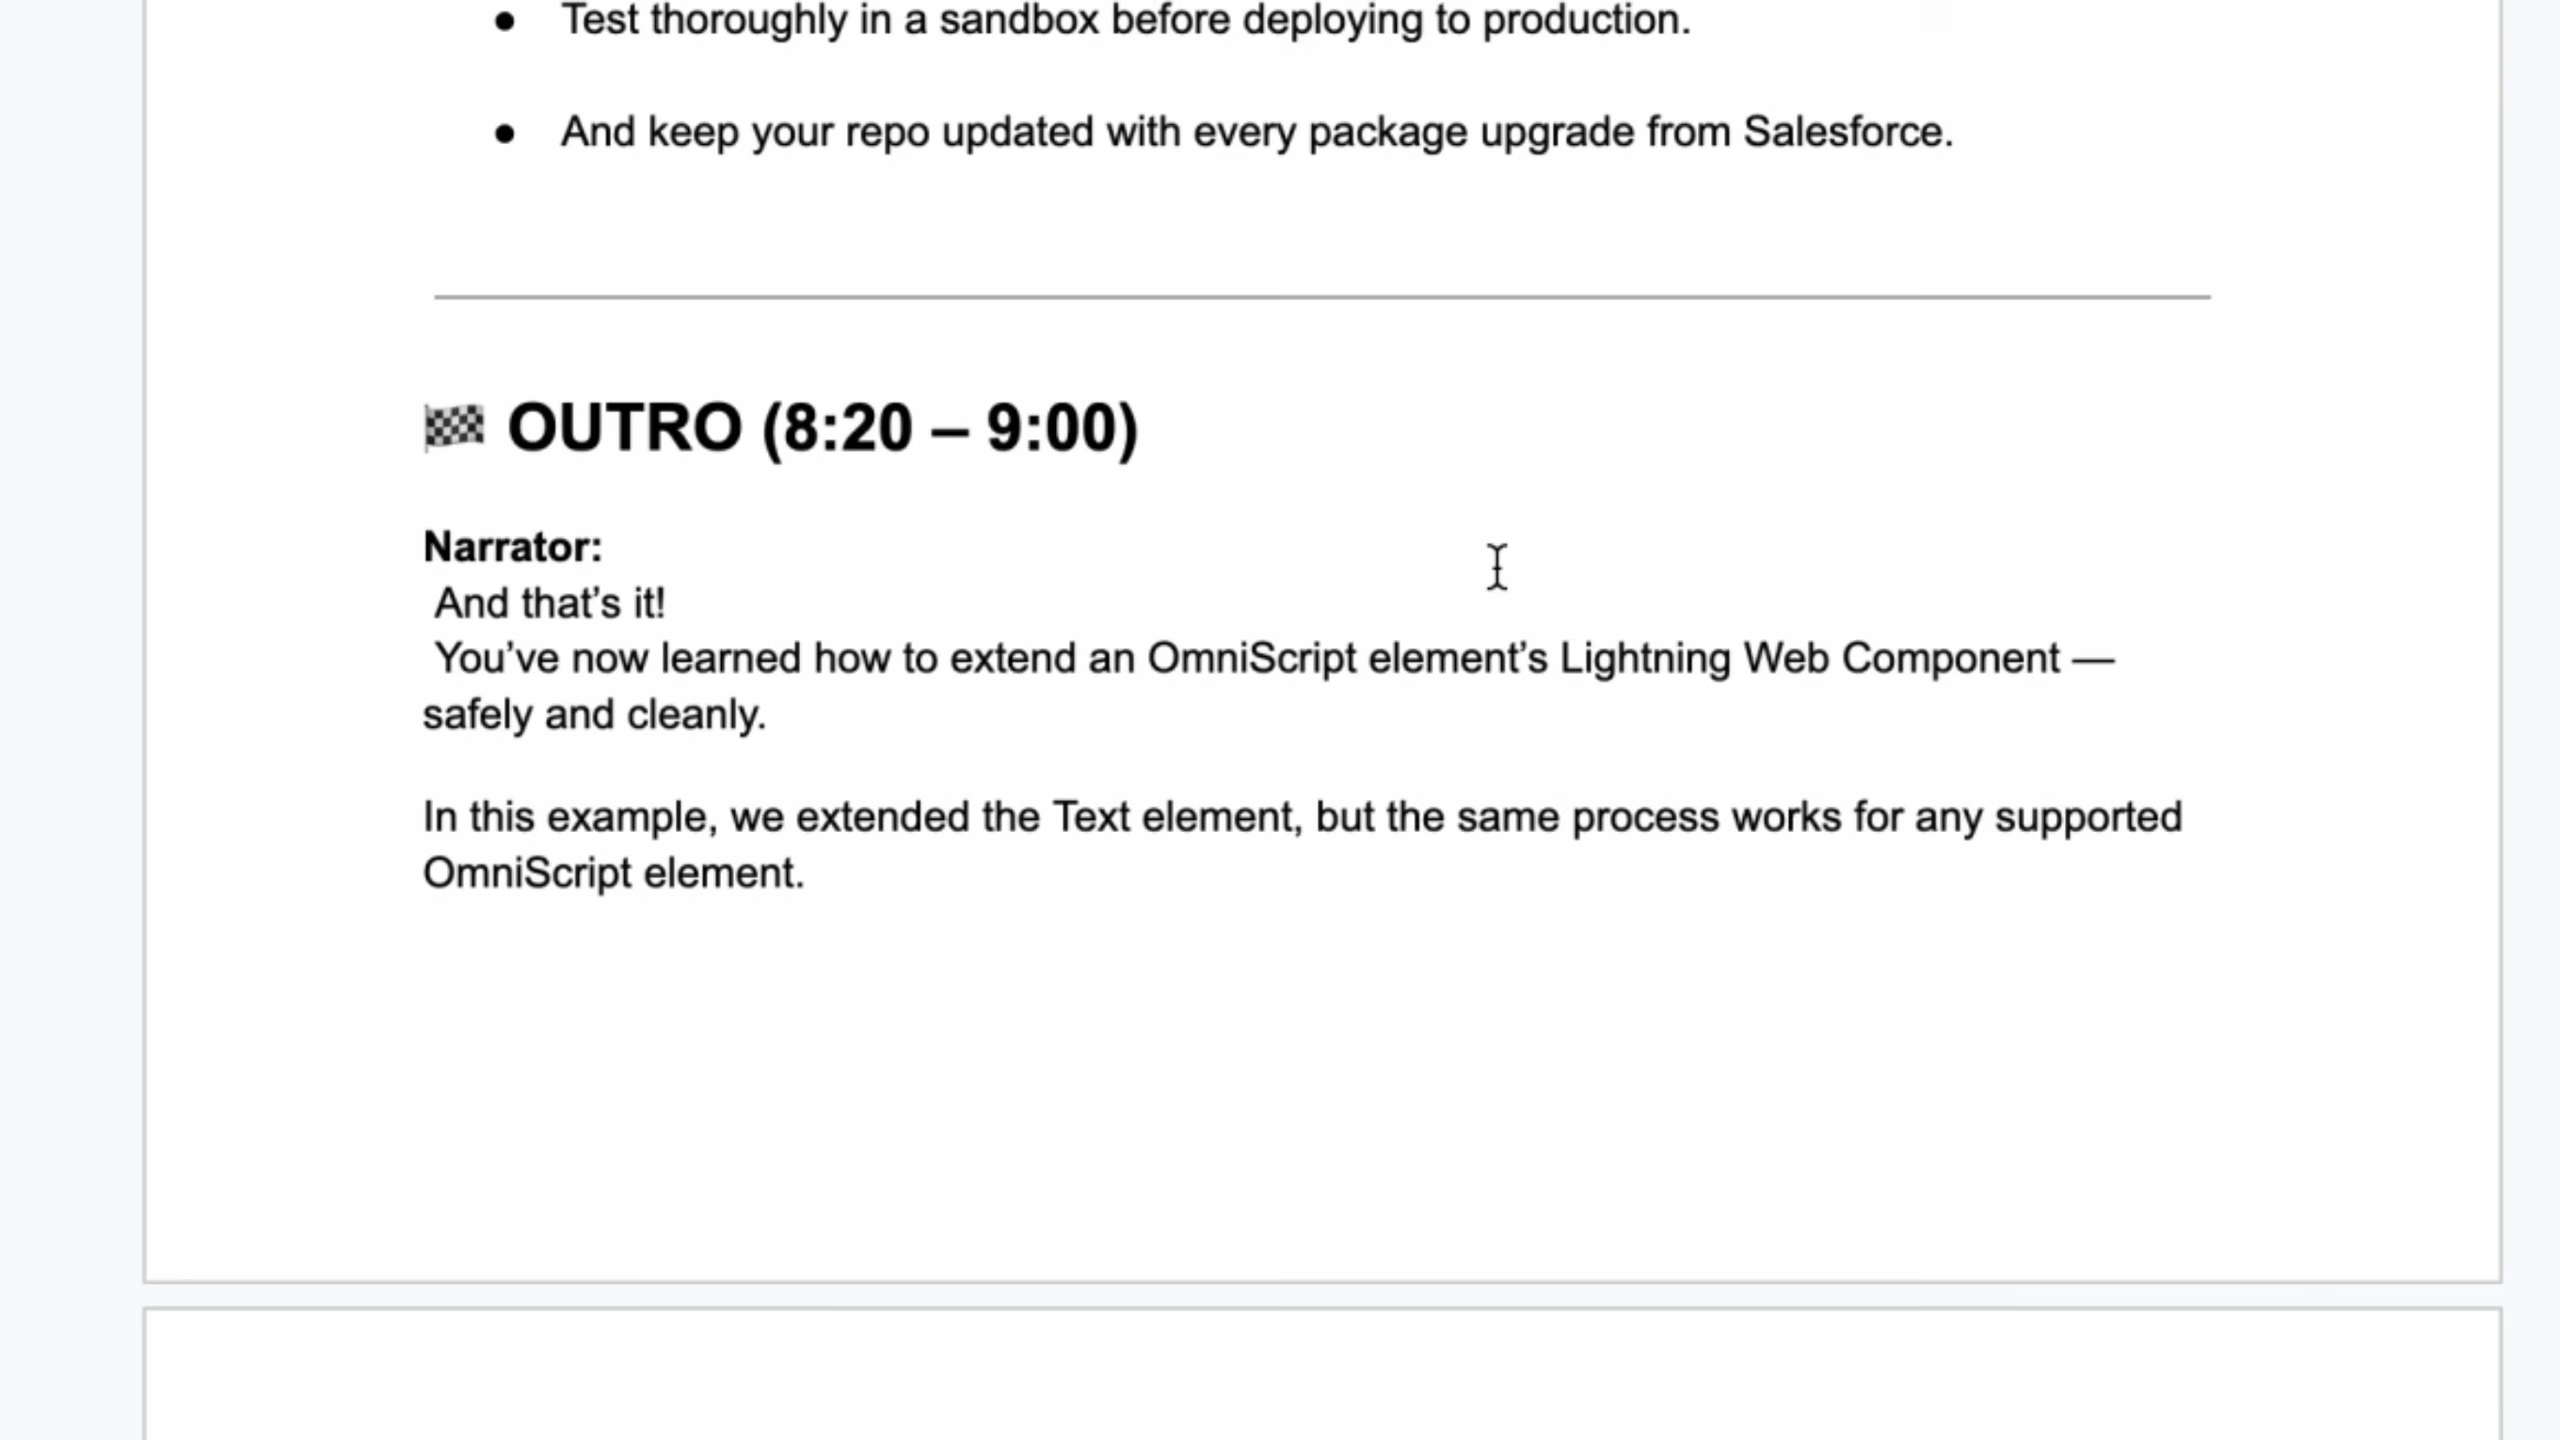 ● Test thoroughly in a sandbox before deploying to production.
● And keep your repo updated with every package upgrade from Salesforce.
🏁 OUTRO (8:20 – 9:00)
Narrator:
And that’s it!
You’ve now learned how to extend an OmniScript element’s Lightning Web Component —
safely and cleanly.
In this example, we extended the Text element, but the same process works for any supported
OmniScript element.